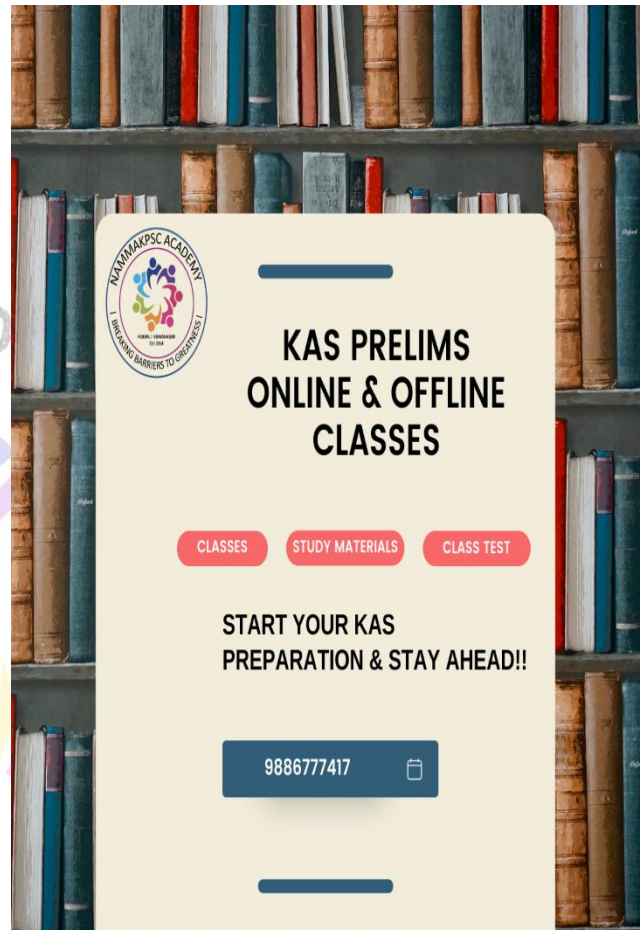 NAMMAKPSC ACADEMY
| BREAKING BARRIERS TO GREATNESS |
KAS PRELIMS
ONLINE & OFFLINE
CLASSES
CLASSES
STUDY MATERIALS
CLASS TEST
START YOUR KAS
PREPARATION & STAY AHEAD!!
9886777417